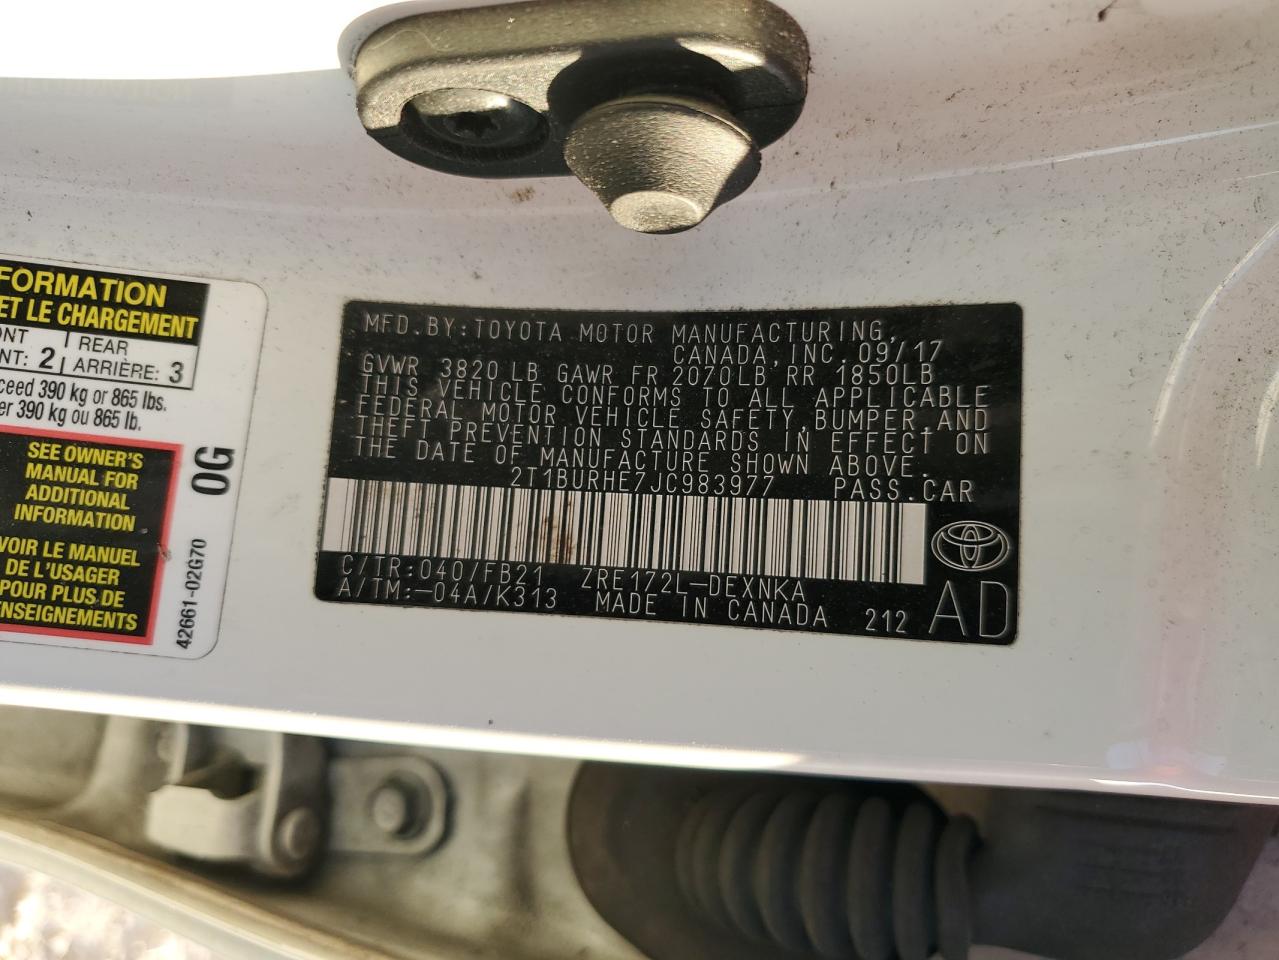 FORMATION
ET LE CHARGEMENT
REAR
2 ARRIÈRE: 3
390 kg or 865 lbs.
390 kg ou 865 lb.
SEE OWNER'S
MANUAL FOR
ADDITIONAL
INFORMATION
VOIR LE MANUEL
DE L'USAGER
POUR PLUS DE
ENSEIGNEMENTS
0G
42661-02G70
MFD. BY: TOYOTA MOTOR MANUFACTURING,
CANADA, INC. 09/17
GVWR 3820 LB GAWR FR 2070LB RR 1850LB
THIS VEHICLE CONFORMS TO ALL APPLICABLE
FEDERAL MOTOR VEHICLE SAFETY, BUMPER, AND
THEFT PREVENTION STANDARDS IN EFFECT ON
THE DATE OF MANUFACTURE SHOWN ABOVE.
2T1BURHE7JC983977 PASS. CAR
C/TR: 040/FB21 ZRE172L-DEXNKA
A/TM: -04A/K313 MADE IN CANADA 212 AD